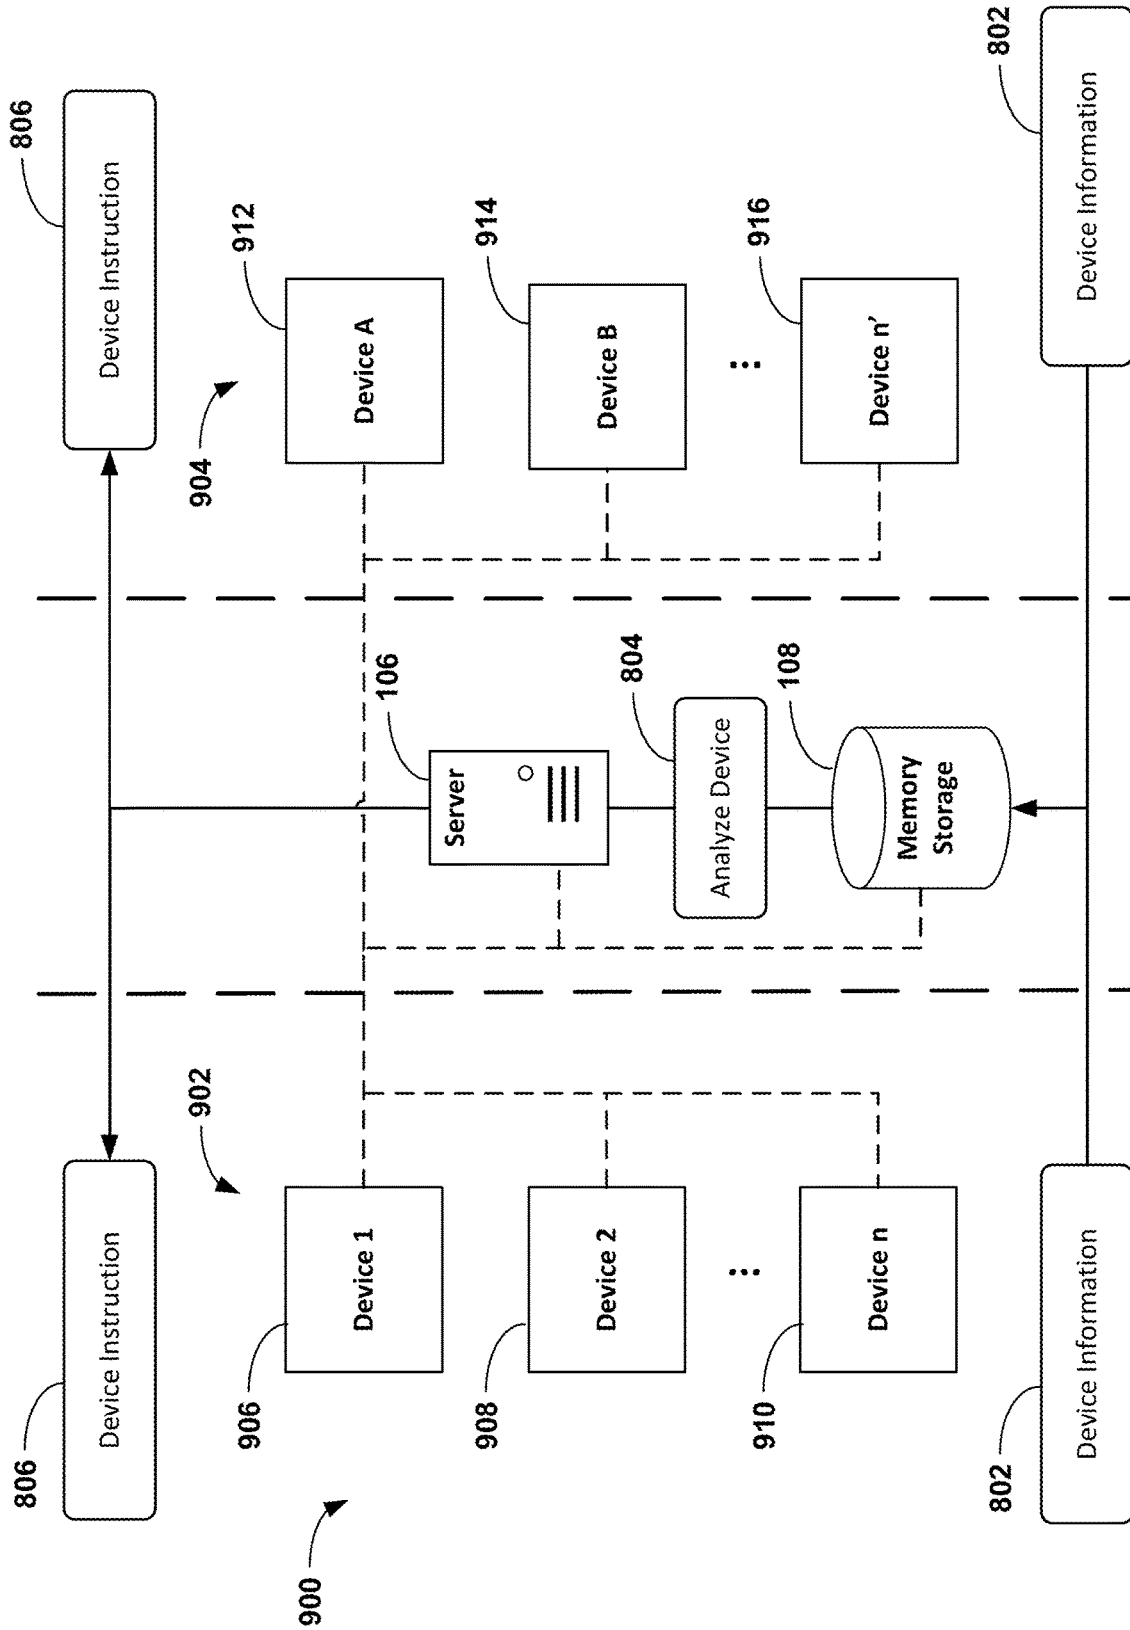 806
Device Instruction
806
Device Instruction
902
904
906
Device 1
912
Device A
106
Server
908
Device 2
914
Device B
804
Analyze Device
910
Device n
916
Device n'
108
Memory
Storage
900
802
Device Information
802
Device Information